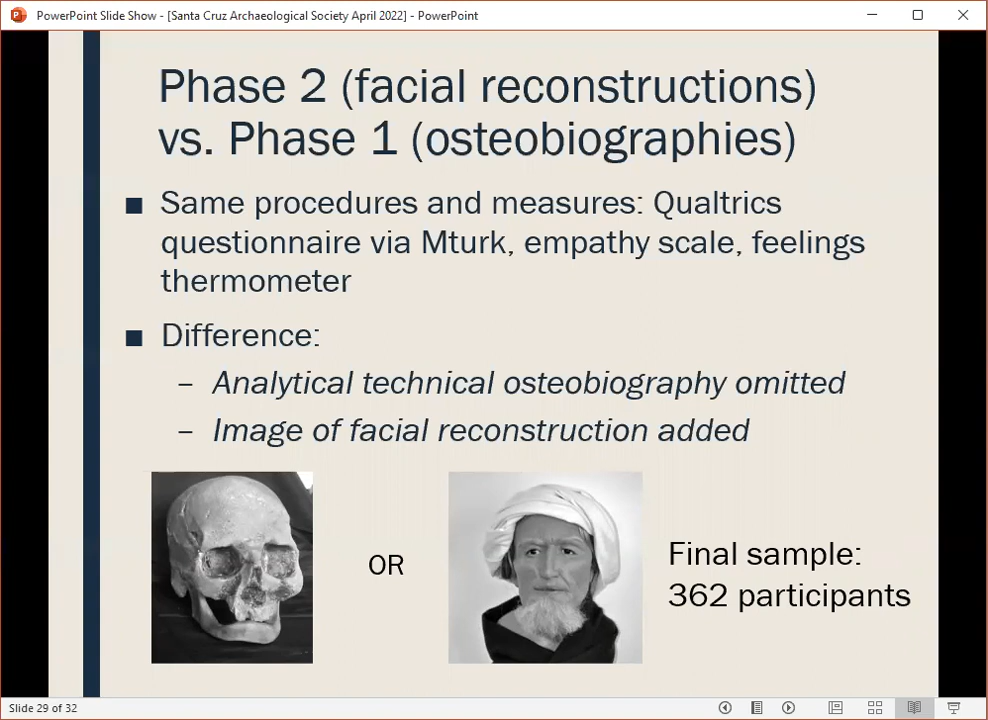 PowerPoint Slide Show - [Santa Cruz Archaeological Society April 2022] - PowerPoint
Phase 2 (facial reconstructions)
vs. Phase 1 (osteobiographies)
■ Same procedures and measures: Qualtrics
questionnaire via Mturk, empathy scale, feelings
thermometer
■ Difference:
– Analytical technical osteobiography omitted
– Image of facial reconstruction added
OR
Final sample:
362 participants
Slide 29 of 32